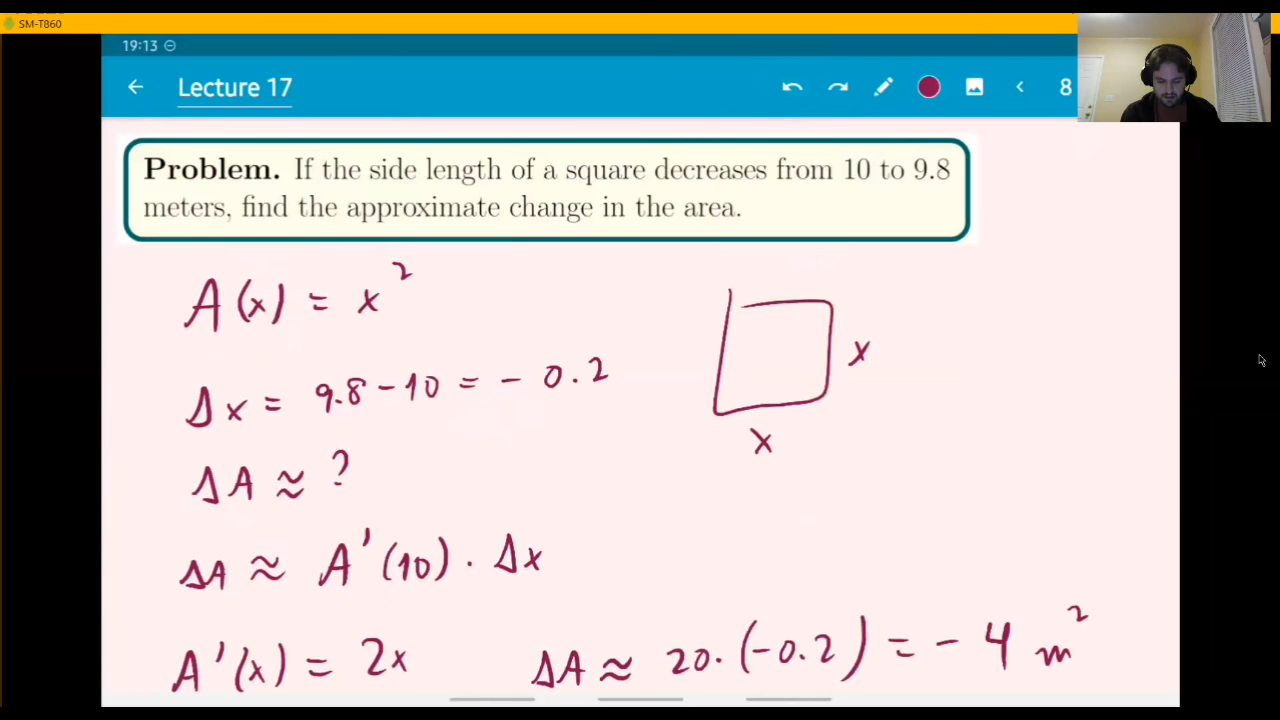 SM-T860
19:13
Lecture 17
8
Problem. If the side length of a square decreases from 10 to 9.8
meters, find the approximate change in the area.
A(x) = x²
Δx = 9.8 - 10 = - 0.2
x
ΔA ≈ ?
x
ΔA ≈ A'(10) · Δx
A'(x) = 2x
ΔA ≈ 20 · (-0.2) = - 4 m²